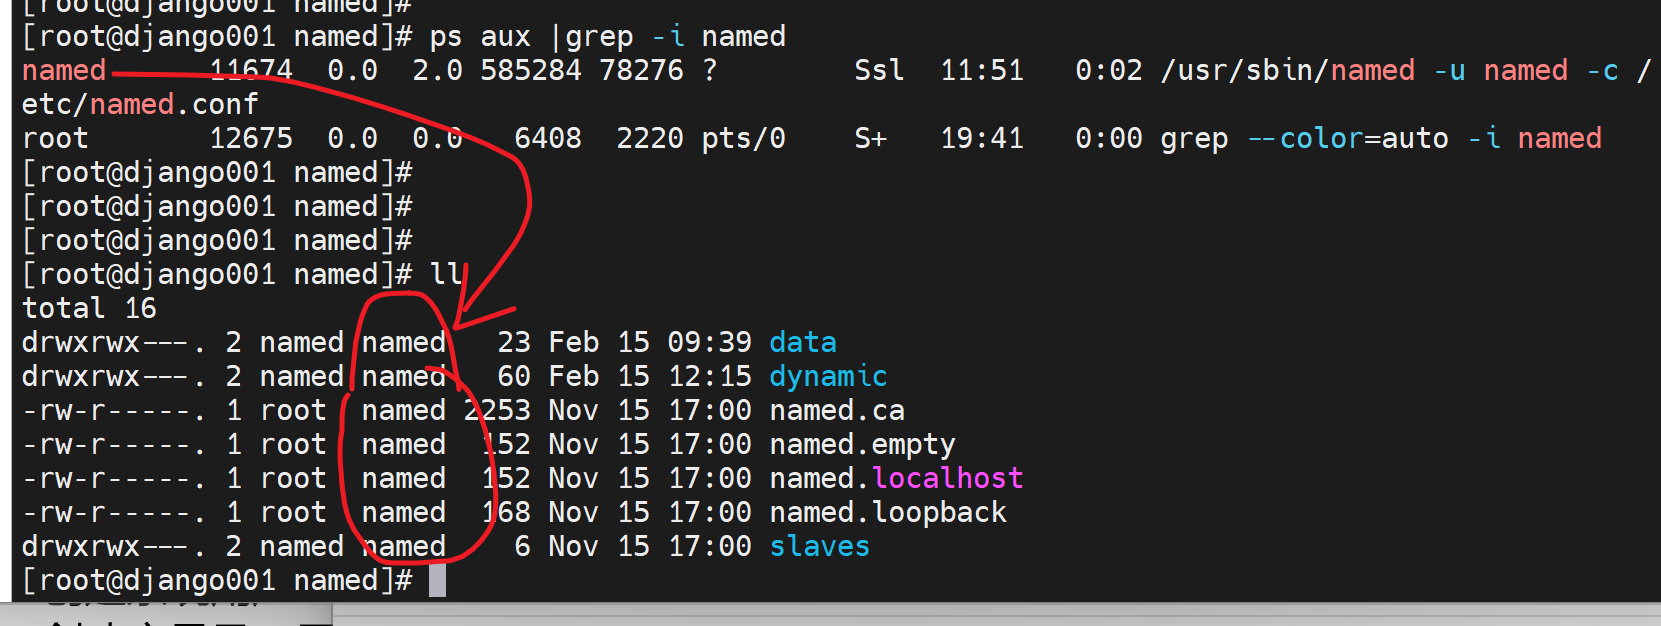 [root@django001 named]#
[root@django001 named]# ps aux |grep -i named
named      11674  0.0  2.0 585284 78276 ?        Ssl  11:51   0:02 /usr/sbin/named -u named -c /
etc/named.conf
root       12675  0.0  0.0   6408  2220 pts/0    S+   19:41   0:00 grep --color=auto -i named
[root@django001 named]#
[root@django001 named]#
[root@django001 named]#
[root@django001 named]# ll
total 16
drwxrwx---. 2 named named   23 Feb 15 09:39 data
drwxrwx---. 2 named named   60 Feb 15 12:15 dynamic
-rw-r-----. 1 root  named 2253 Nov 15 17:00 named.ca
-rw-r-----. 1 root  named  152 Nov 15 17:00 named.empty
-rw-r-----. 1 root  named  152 Nov 15 17:00 named.localhost
-rw-r-----. 1 root  named  168 Nov 15 17:00 named.loopback
drwxrwx---. 2 named named    6 Nov 15 17:00 slaves
[root@django001 named]#